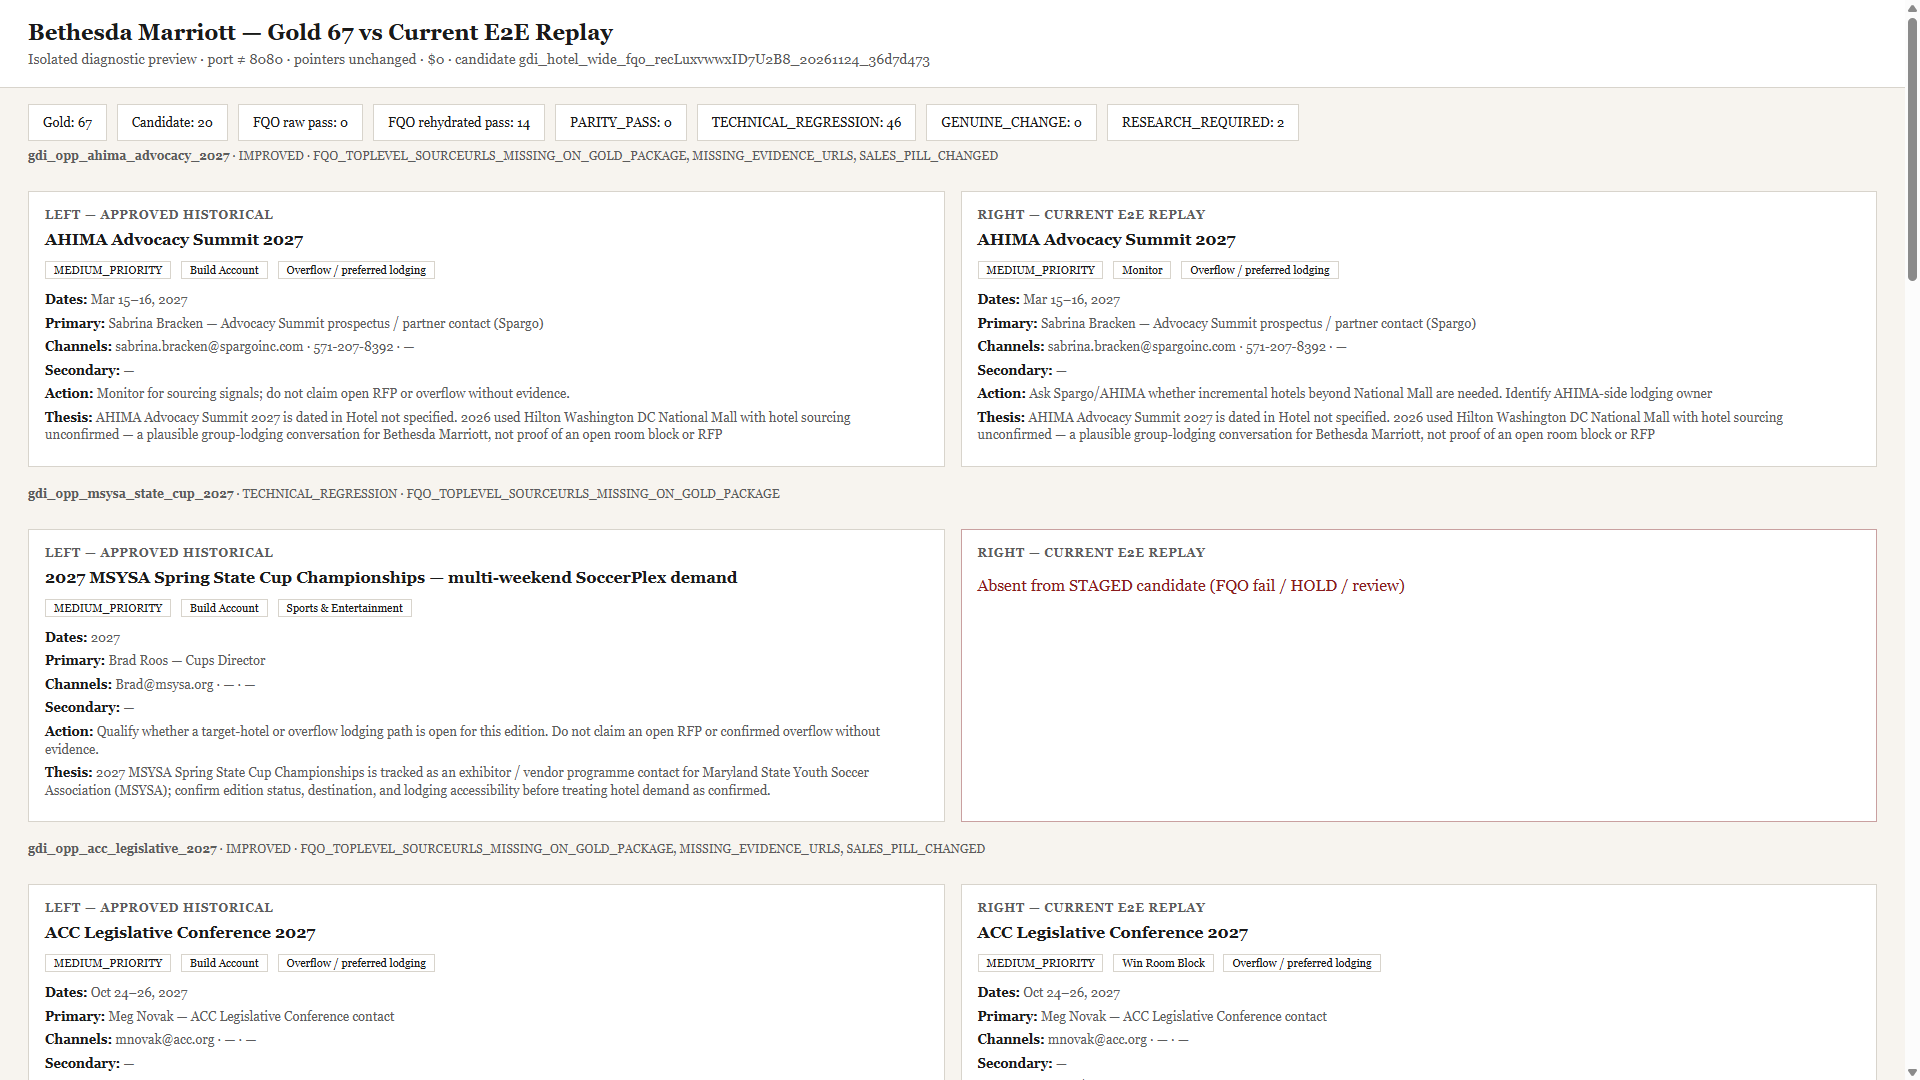 Bethesda Marriott — Gold 67 vs Current E2E Replay
Isolated diagnostic preview · port ≠ 8080 · pointers unchanged · $0 · candidate gdi_hotel_wide_fqo_recLuxvwwxID7U2B8_20261124_36d7d473
Gold: 67
Candidate: 20
FQO raw pass: 0
FQO rehydrated pass: 14
PARITY_PASS: 0
TECHNICAL_REGRESSION: 46
GENUINE_CHANGE: 0
RESEARCH_REQUIRED: 2
gdi_opp_ahima_advocacy_2027 · IMPROVED · FQO_TOPLEVEL_SOURCEURLS_MISSING_ON_GOLD_PACKAGE, MISSING_EVIDENCE_URLS, SALES_PILL_CHANGED
LEFT — APPROVED HISTORICAL
AHIMA Advocacy Summit 2027
MEDIUM_PRIORITY
Build Account
Overflow / preferred lodging
Dates: Mar 15–16, 2027
Primary: Sabrina Bracken — Advocacy Summit prospectus / partner contact (Spargo)
Channels: sabrina.bracken@spargoinc.com · 571-207-8392 · —
Secondary: —
Action: Monitor for sourcing signals; do not claim open RFP or overflow without evidence.
Thesis: AHIMA Advocacy Summit 2027 is dated in Hotel not specified. 2026 used Hilton Washington DC National Mall with hotel sourcing
unconfirmed — a plausible group-lodging conversation for Bethesda Marriott, not proof of an open room block or RFP
RIGHT — CURRENT E2E REPLAY
AHIMA Advocacy Summit 2027
MEDIUM_PRIORITY
Monitor
Overflow / preferred lodging
Dates: Mar 15–16, 2027
Primary: Sabrina Bracken — Advocacy Summit prospectus / partner contact (Spargo)
Channels: sabrina.bracken@spargoinc.com · 571-207-8392 · —
Secondary: —
Action: Ask Spargo/AHIMA whether incremental hotels beyond National Mall are needed. Identify AHIMA-side lodging owner
Thesis: AHIMA Advocacy Summit 2027 is dated in Hotel not specified. 2026 used Hilton Washington DC National Mall with hotel sourcing
unconfirmed — a plausible group-lodging conversation for Bethesda Marriott, not proof of an open room block or RFP
gdi_opp_msysa_state_cup_2027 · TECHNICAL_REGRESSION · FQO_TOPLEVEL_SOURCEURLS_MISSING_ON_GOLD_PACKAGE
LEFT — APPROVED HISTORICAL
2027 MSYSA Spring State Cup Championships — multi-weekend SoccerPlex demand
MEDIUM_PRIORITY
Build Account
Sports & Entertainment
Dates: 2027
Primary: Brad Roos — Cups Director
Channels: Brad@msysa.org · — · —
Secondary: —
Action: Qualify whether a target-hotel or overflow lodging path is open for this edition. Do not claim an open RFP or confirmed overflow without
evidence.
Thesis: 2027 MSYSA Spring State Cup Championships is tracked as an exhibitor / vendor programme contact for Maryland State Youth Soccer
Association (MSYSA); confirm edition status, destination, and lodging accessibility before treating hotel demand as confirmed.
RIGHT — CURRENT E2E REPLAY
Absent from STAGED candidate (FQO fail / HOLD / review)
gdi_opp_acc_legislative_2027 · IMPROVED · FQO_TOPLEVEL_SOURCEURLS_MISSING_ON_GOLD_PACKAGE, MISSING_EVIDENCE_URLS, SALES_PILL_CHANGED
LEFT — APPROVED HISTORICAL
ACC Legislative Conference 2027
MEDIUM_PRIORITY
Build Account
Overflow / preferred lodging
Dates: Oct 24–26, 2027
Primary: Meg Novak — ACC Legislative Conference contact
Channels: mnovak@acc.org · — · —
Secondary: —
RIGHT — CURRENT E2E REPLAY
ACC Legislative Conference 2027
MEDIUM_PRIORITY
Win Room Block
Overflow / preferred lodging
Dates: Oct 24–26, 2027
Primary: Meg Novak — ACC Legislative Conference contact
Channels: mnovak@acc.org · — · —
Secondary: —